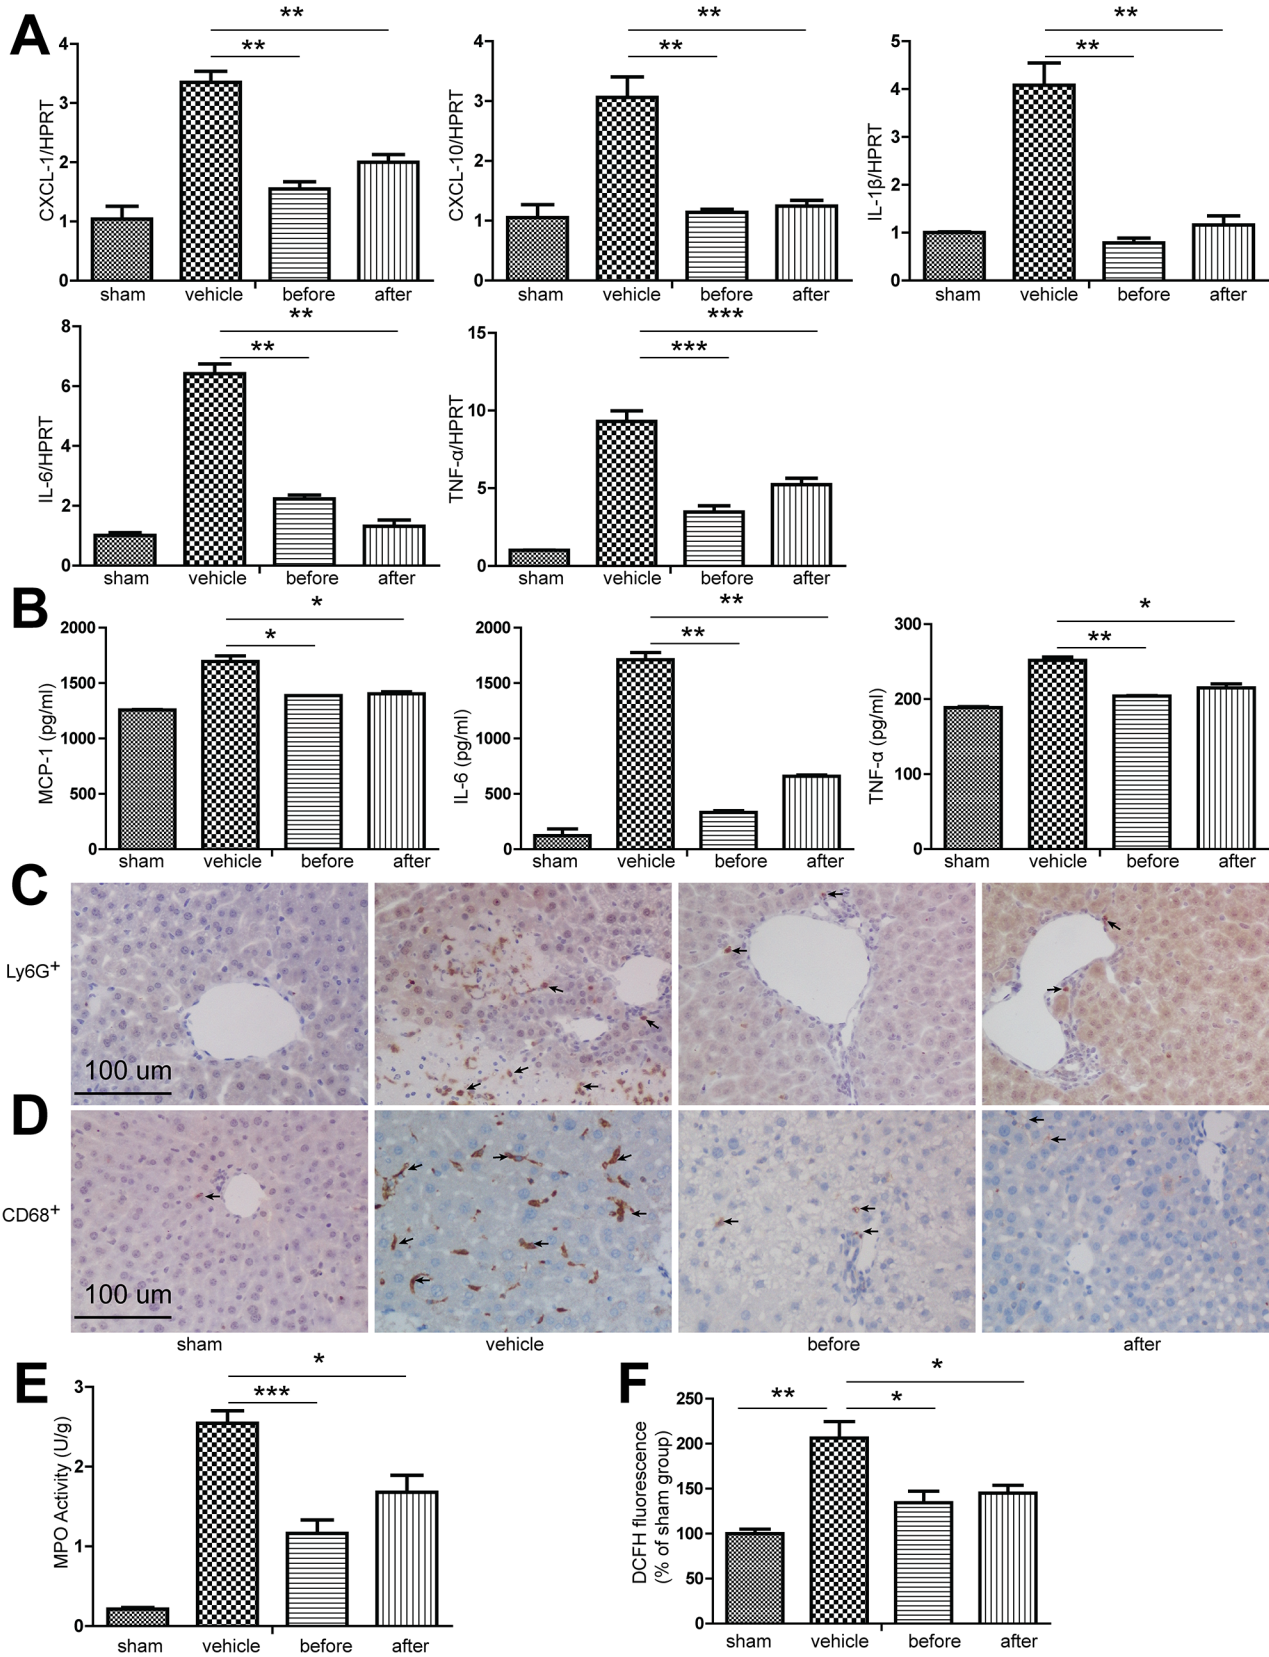 A
**
**
CXCL-1/HPRT
4
3
2
1
0
sham vehicle before after
**
**
CXCL-10/HPRT
4
3
2
1
0
sham vehicle before after
**
**
IL-1β/HPRT
5
4
3
2
1
0
sham vehicle before after
**
**
IL-6/HPRT
8
6
4
2
0
sham vehicle before after
***
***
TNF-α/HPRT
15
10
5
0
sham vehicle before after
B
*
*
MCP-1 (pg/ml)
2000
1500
1000
500
0
sham vehicle before after
**
**
IL-6 (pg/ml)
2000
1500
1000
500
0
sham vehicle before after
*
**
TNF-α (pg/ml)
300
200
100
0
sham vehicle before after
C
Ly6G+
100 um
D
CD68+
100 um
sham vehicle before after
E
*
***
MPO Activity (U/g)
3
2
1
0
sham vehicle before after
F
*
** *
DCFH fluorescence
(% of sham group)
250
200
150
100
50
0
sham vehicle before after